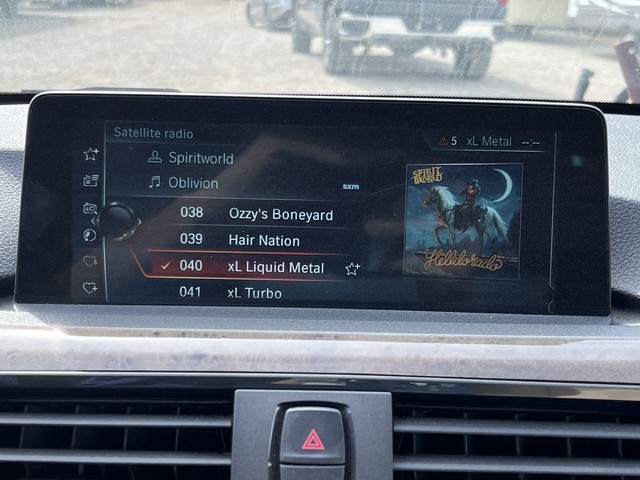 Satellite radio
5 xL Metal --:--
Spiritworld
Oblivion
sxm
038 Ozzy's Boneyard
039 Hair Nation
040 xL Liquid Metal
041 xL Turbo
SPIRIT
WORLD
Helldorado